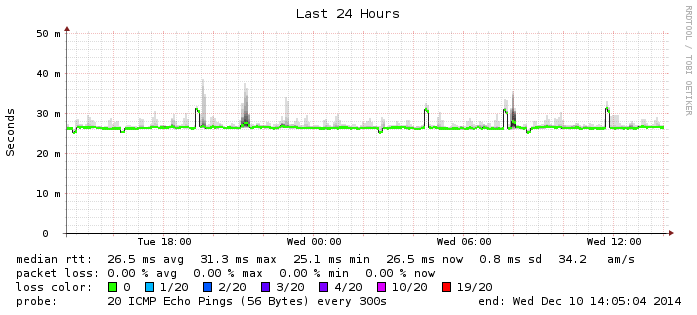 Last 24 Hours
RRDTOOL / TOBI OETIKER
50 m
40 m
30 m
20 m
10 m
0
Seconds
Tue 18:00 Wed 00:00 Wed 06:00 Wed 12:00
median rtt: 26.5 ms avg 31.3 ms max 25.1 ms min 26.5 ms now 0.8 ms sd 34.2 am/s
packet loss: 0.00 % avg 0.00 % max 0.00 % min 0.00 % now
loss color: 0 1/20 2/20 3/20 4/20 10/20 19/20
probe: 20 ICMP Echo Pings (56 Bytes) every 300s end: Wed Dec 10 14:05:04 2014